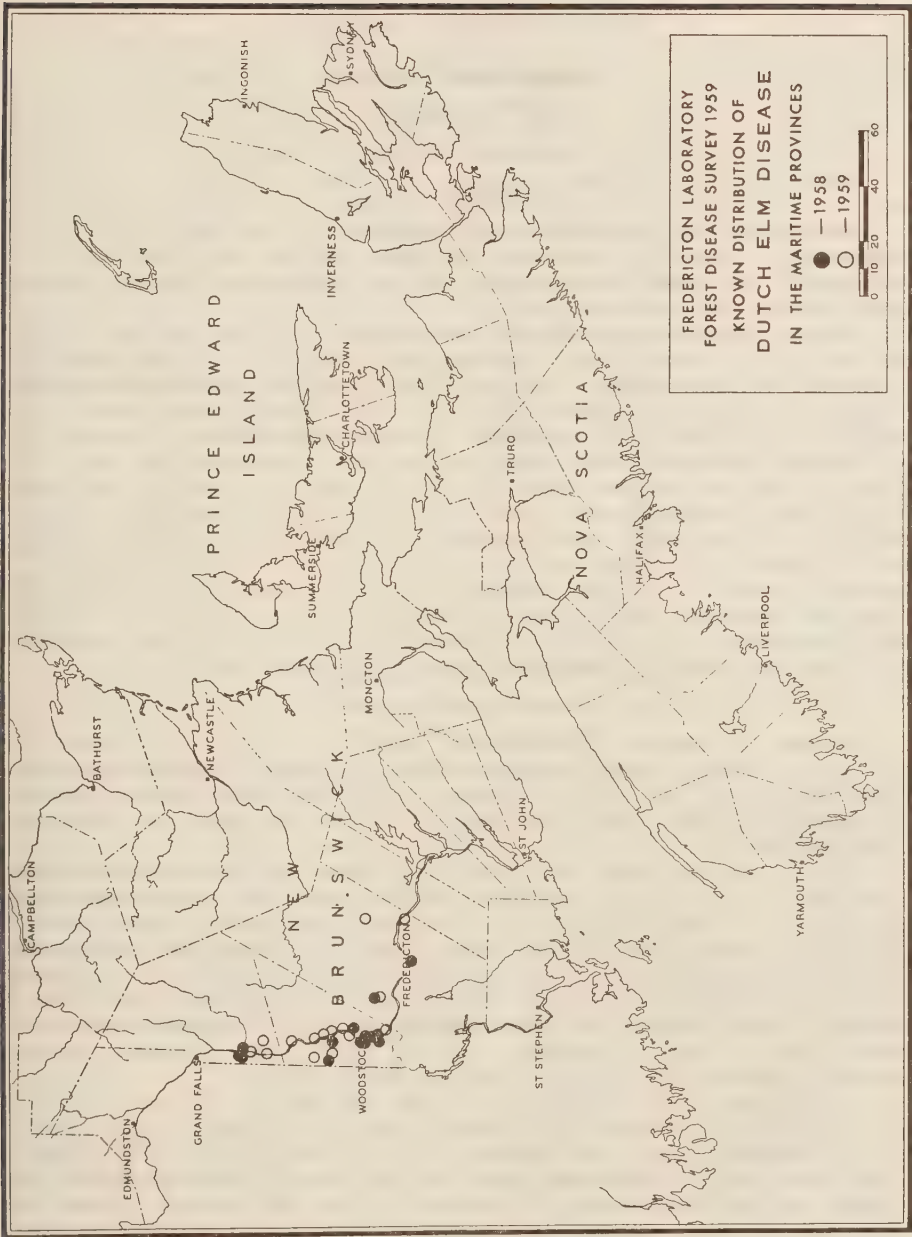 FREDERICTON LABORATORY
FOREST DISEASE SURVEY 1959
KNOWN DISTRIBUTION OF
DUTCH ELM DISEASE
IN THE MARITIME PROVINCES
● — 1958
○ — 1959
0 10 20 40 60
PRINCE EDWARD
ISLAND
NEW
BRUNSWICK
NOVA SCOTIA
EDMUNDSTON
GRAND FALLS
CAMPBELLTON
BATHURST
NEWCASTLE
WOODSTOC
FREDERICTON
MONCTON
ST JOHN
ST STEPHEN
SUMMERSIDE
CHARLOTTETOWN
INVERNESS
INGONISH
SYDNEY
TRURO
HALIFAX
LIVERPOOL
YARMOUTH